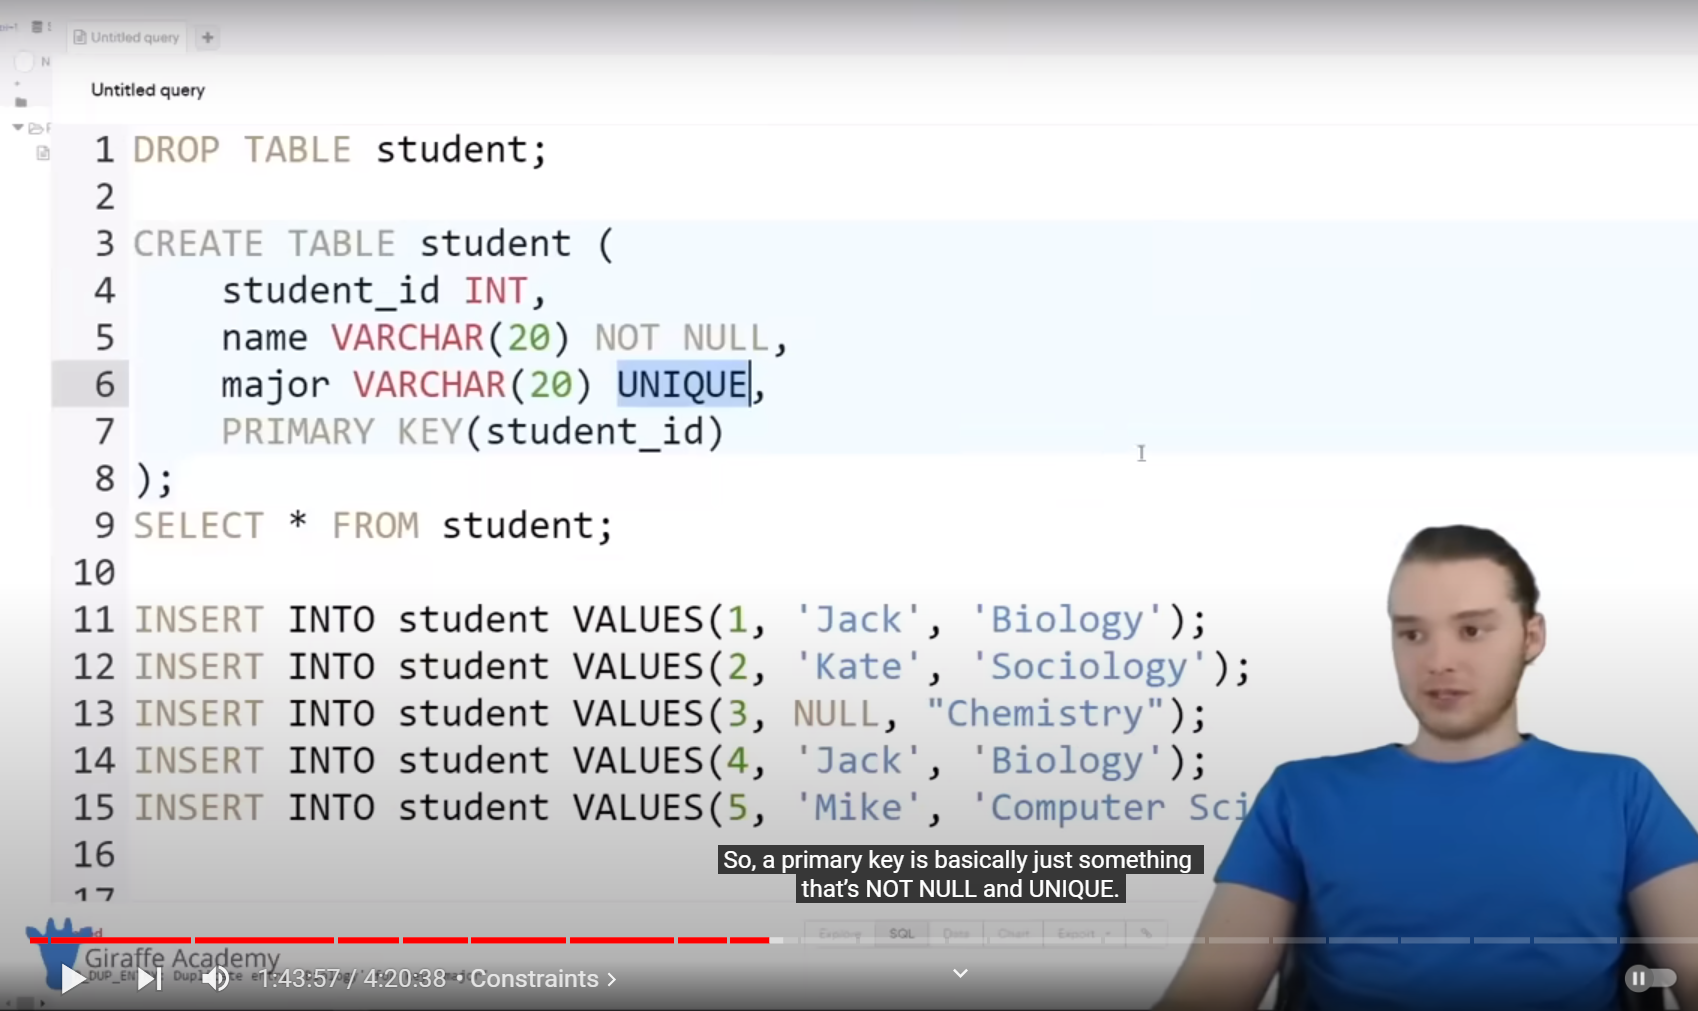 Untitled query +
N
Untitled query
1 DROP TABLE student;
2
3 CREATE TABLE student (
4 student_id INT,
5 name VARCHAR(20) NOT NULL,
6 major VARCHAR(20) UNIQUE,
7 PRIMARY KEY(student_id)
8 );
9 SELECT * FROM student;
10
11 INSERT INTO student VALUES(1, 'Jack', 'Biology');
12 INSERT INTO student VALUES(2, 'Kate', 'Sociology');
13 INSERT INTO student VALUES(3, NULL, "Chemistry");
14 INSERT INTO student VALUES(4, 'Jack', 'Biology');
15 INSERT INTO student VALUES(5, 'Mike', 'Computer Sci
16
17
So, a primary key is basically just something
that's NOT NULL and UNIQUE.
Explorer SQL Data Chart Export
Giraffe Academy
1:43:57 / 4:20:38 • Constraints >